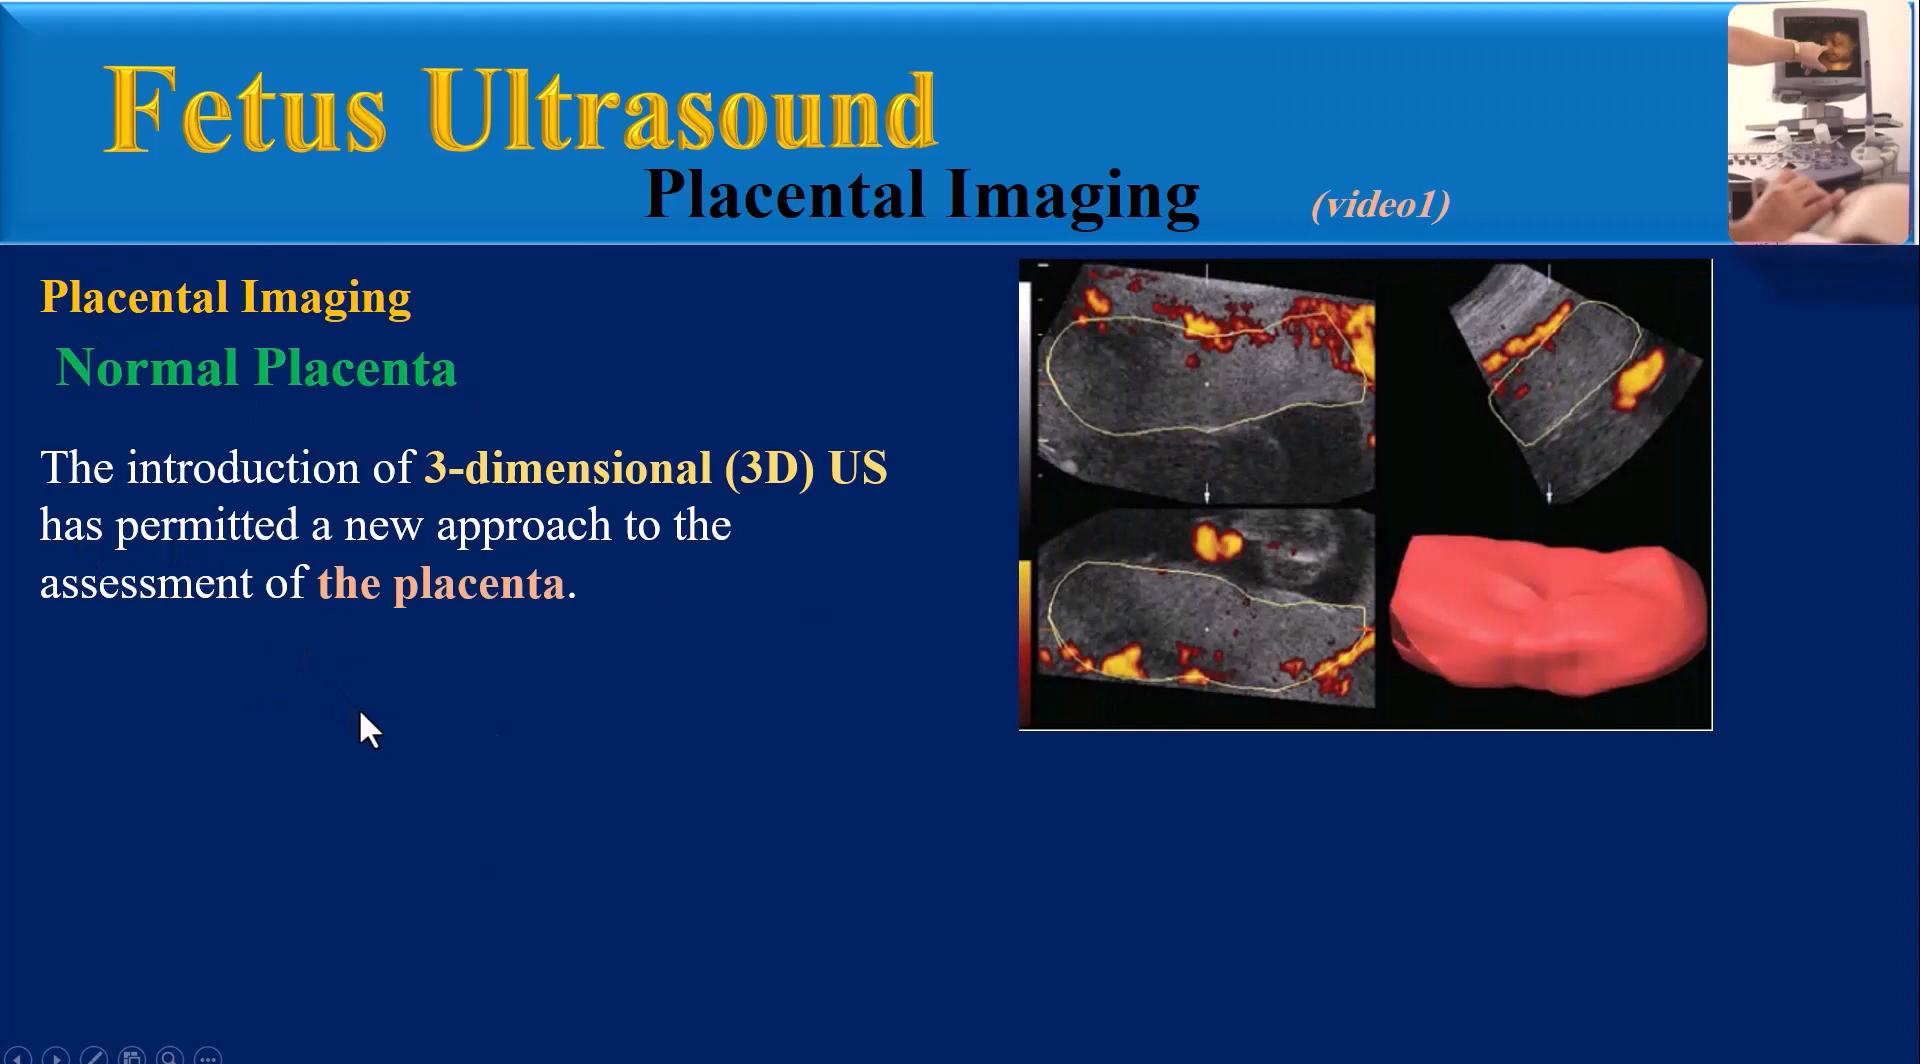 Fetus Ultrasound
Placental Imaging (video1)
Placental Imaging
Normal Placenta
The introduction of 3-dimensional (3D) US
has permitted a new approach to the
assessment of the placenta.